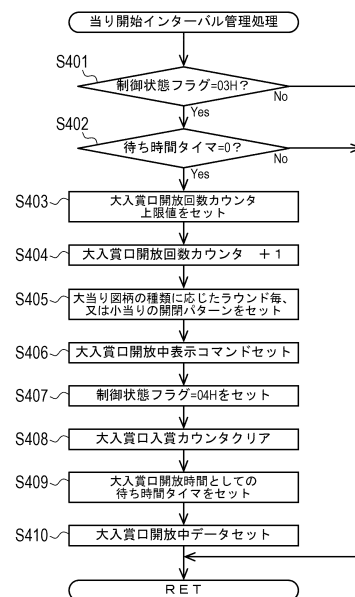 当り開始インターバル管理処理
S401
制御状態フラグ=03H?
No
Yes
S402
待ち時間タイマ=0?
No
Yes
S403
大入賞口開放回数カウンタ
上限値をセット
S404
大入賞口開放回数カウンタ +1
S405
大当り図柄の種類に応じたラウンド毎、
又は小当りの開閉パターンをセット
S406
大入賞口開放中表示コマンドセット
S407
制御状態フラグ=04Hをセット
S408
大入賞口入賞カウンタクリア
S409
大入賞口開放時間としての
待ち時間タイマをセット
S410
大入賞口開放中データセット
RET